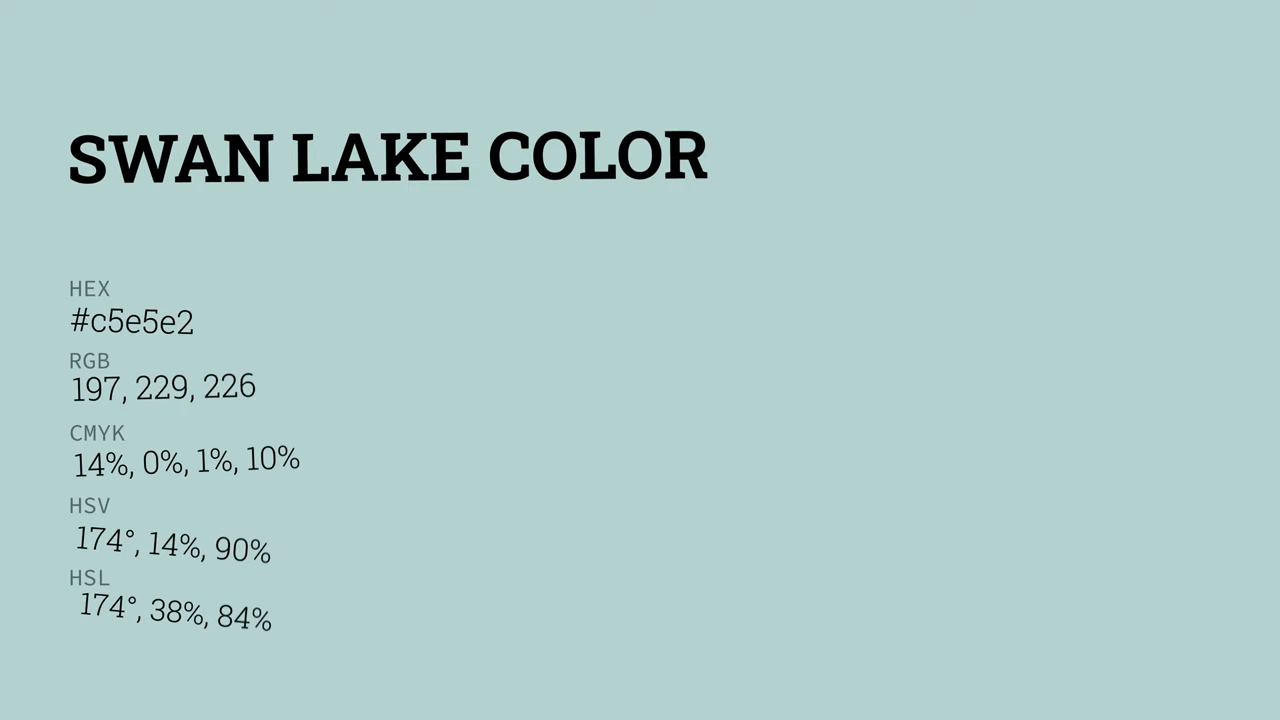 SWAN LAKE COLOR
HEX
#c5e5e2
RGB
197, 229, 226
CMYK
14%, 0%, 1%, 10%
HSV
174°, 14%, 90%
HSL
174°, 38%, 84%